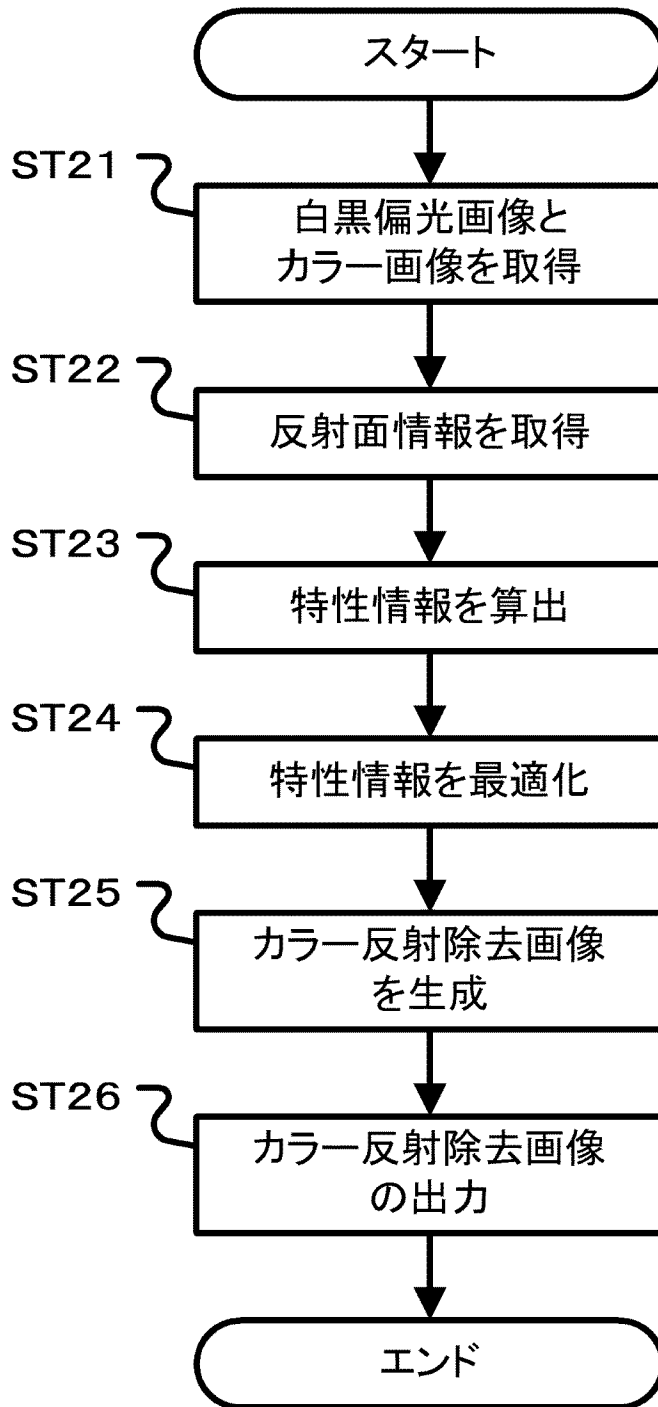 スタート
ST21
白黒偏光画像と
カラー画像を取得
ST22
反射面情報を取得
ST23
特性情報を算出
ST24
特性情報を最適化
ST25
カラー反射除去画像
を生成
ST26
カラー反射除去画像
の出力
エンド